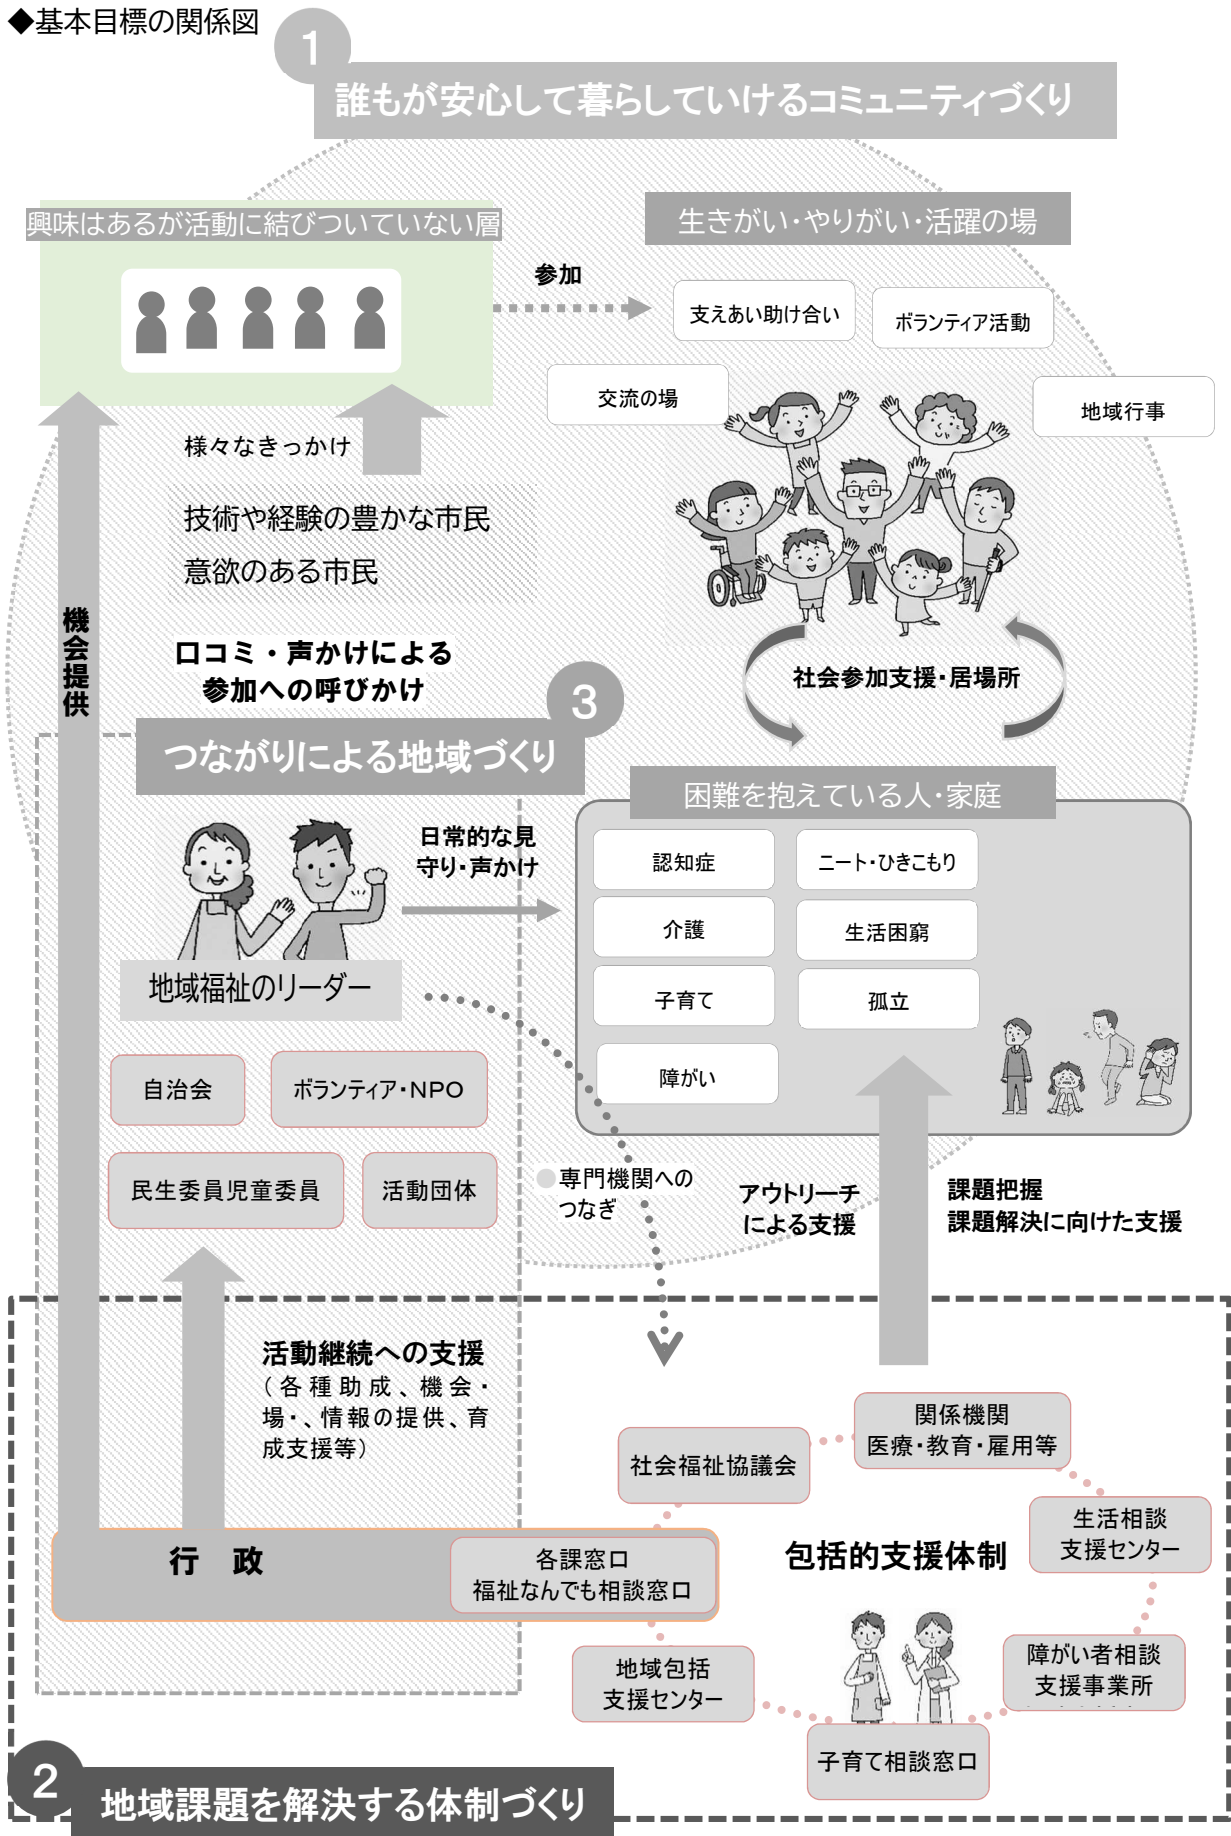 ◆基本目標の関係図
1
誰もが安心して暮らしていけるコミュニティづくり
興味はあるが活動に結びついていない層
生きがい・やりがい・活躍の場
参加
支えあい助け合い
ボランティア活動
交流の場
地域行事
様々なきっかけ
技術や経験の豊かな市民
意欲のある市民
機会提供
口コミ・声かけによる
参加への呼びかけ
社会参加支援・居場所
3
つながりによる地域づくり
困難を抱えている人・家庭
日常的な見
守り・声かけ
認知症
ニート・ひきこもり
介護
生活困窮
子育て
孤立
障がい
地域福祉のリーダー
自治会
ボランティア・NPO
民生委員児童委員
活動団体
専門機関への
つなぎ
アウトリーチ
による支援
課題把握
課題解決に向けた支援
活動継続への支援
（各種助成、機会・
場・、情報の提供、育
成支援等）
関係機関
医療・教育・雇用等
社会福祉協議会
生活相談
支援センター
包括的支援体制
行　政
各課窓口
福祉なんでも相談窓口
地域包括
支援センター
障がい者相談
支援事業所
子育て相談窓口
2
地域課題を解決する体制づくり